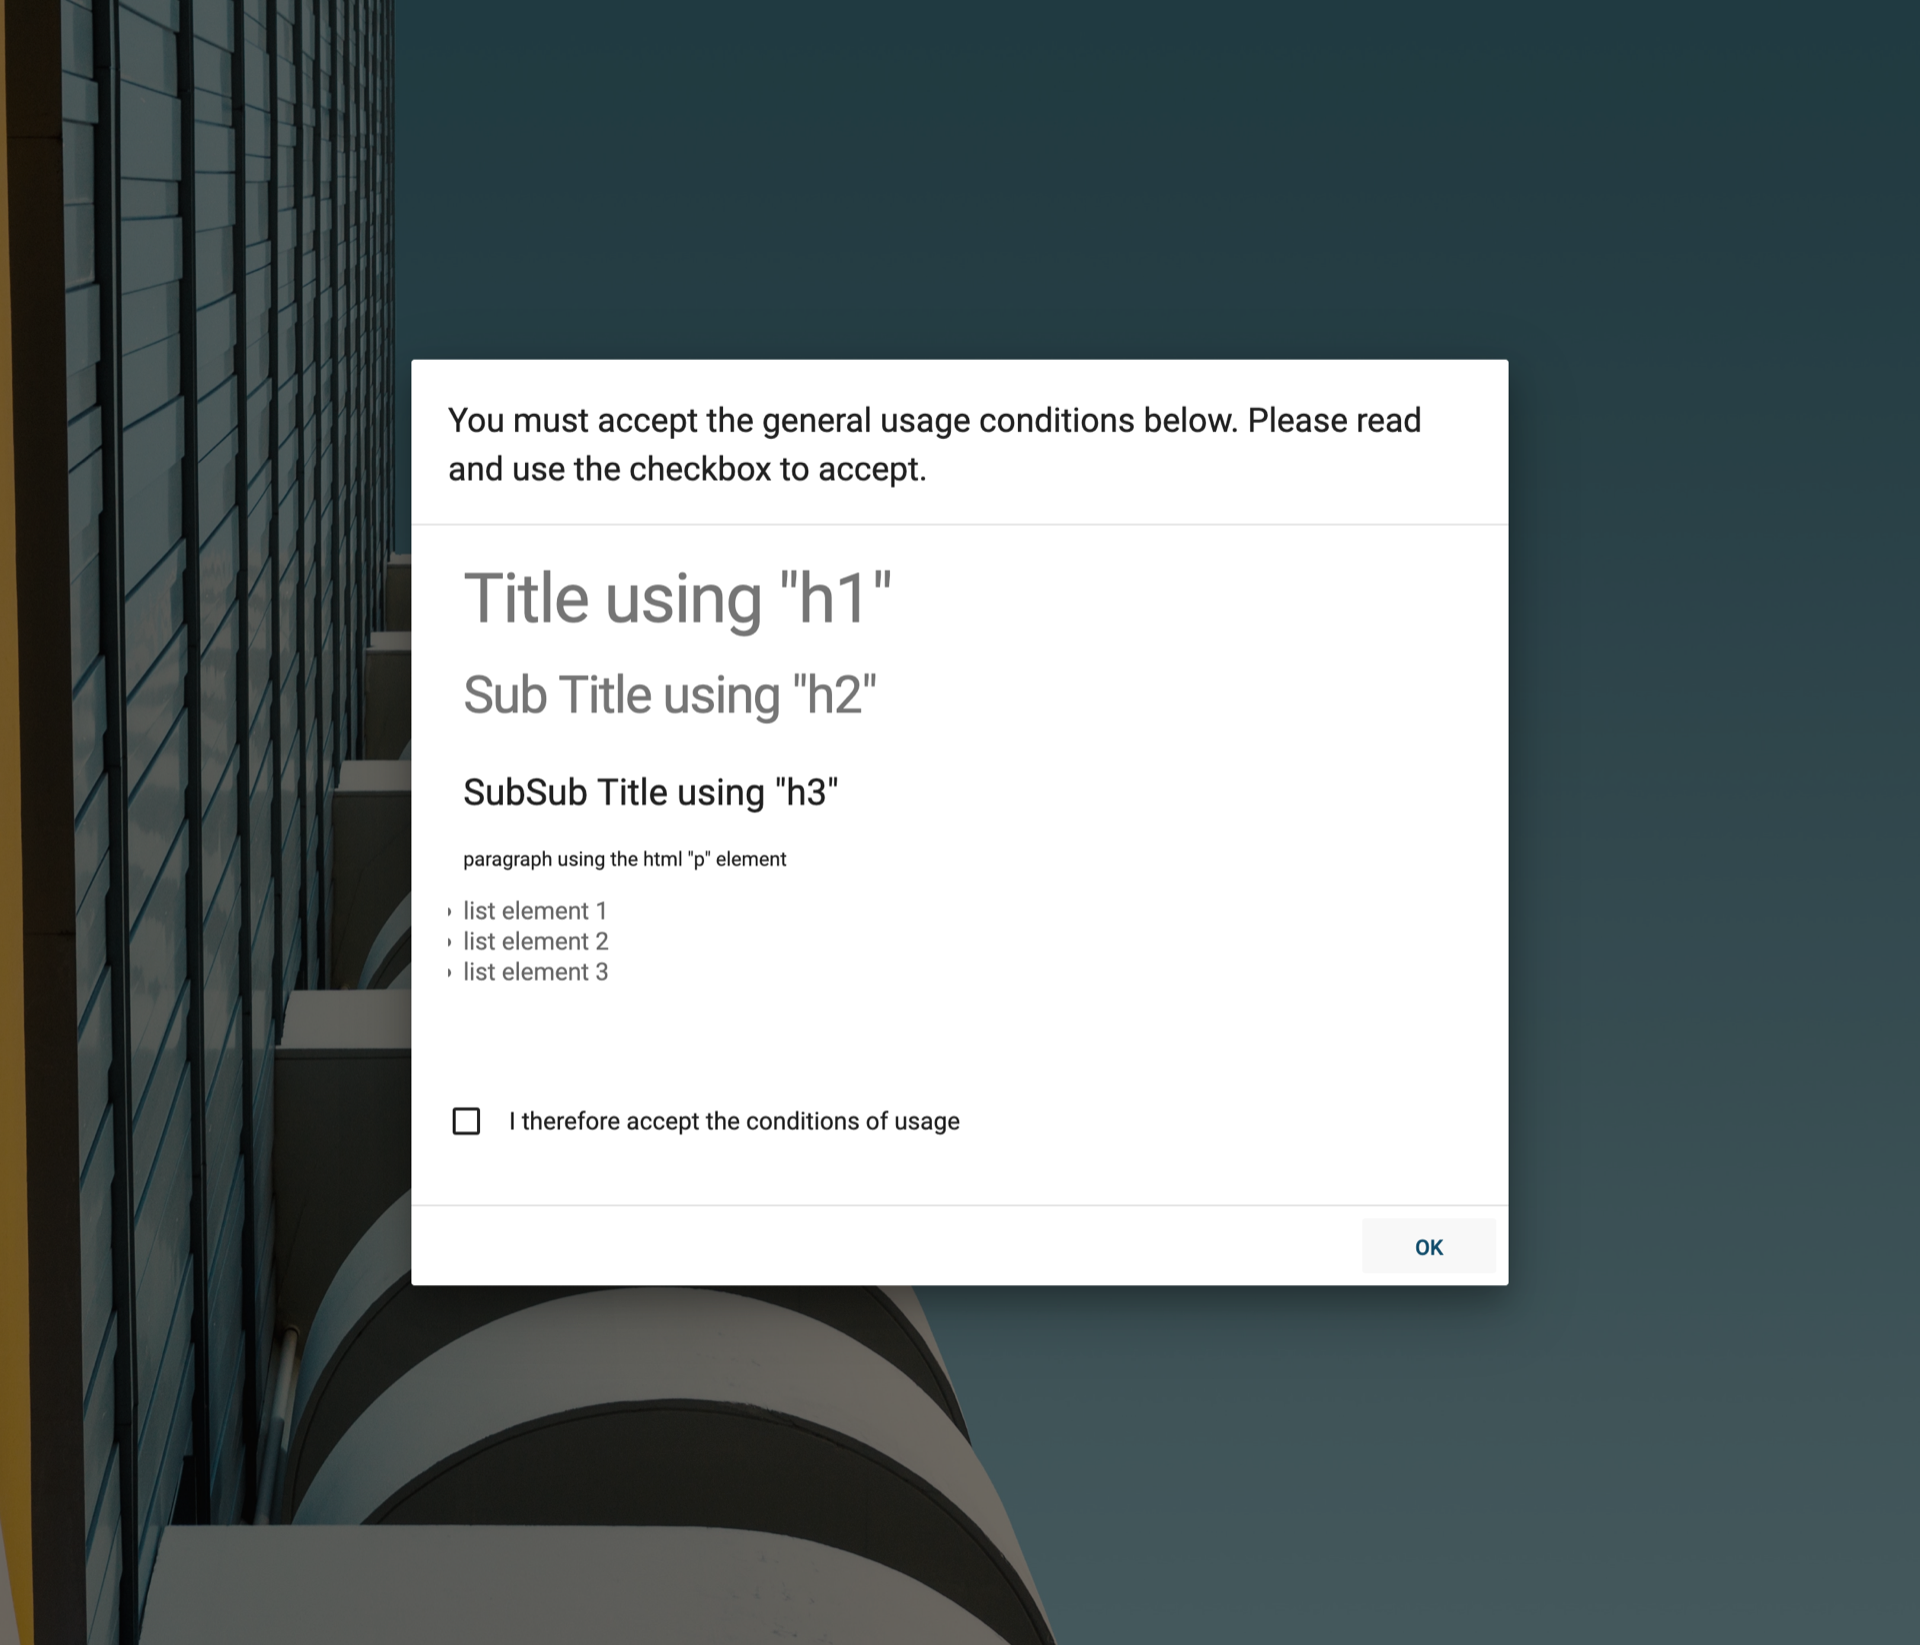 You must accept the general usage conditions below. Please read
and use the checkbox to accept.
Title using "h1"
Sub Title using "h2"
SubSub Title using "h3"
paragraph using the html "p" element
list element 1
list element 2
list element 3
I therefore accept the conditions of usage
OK